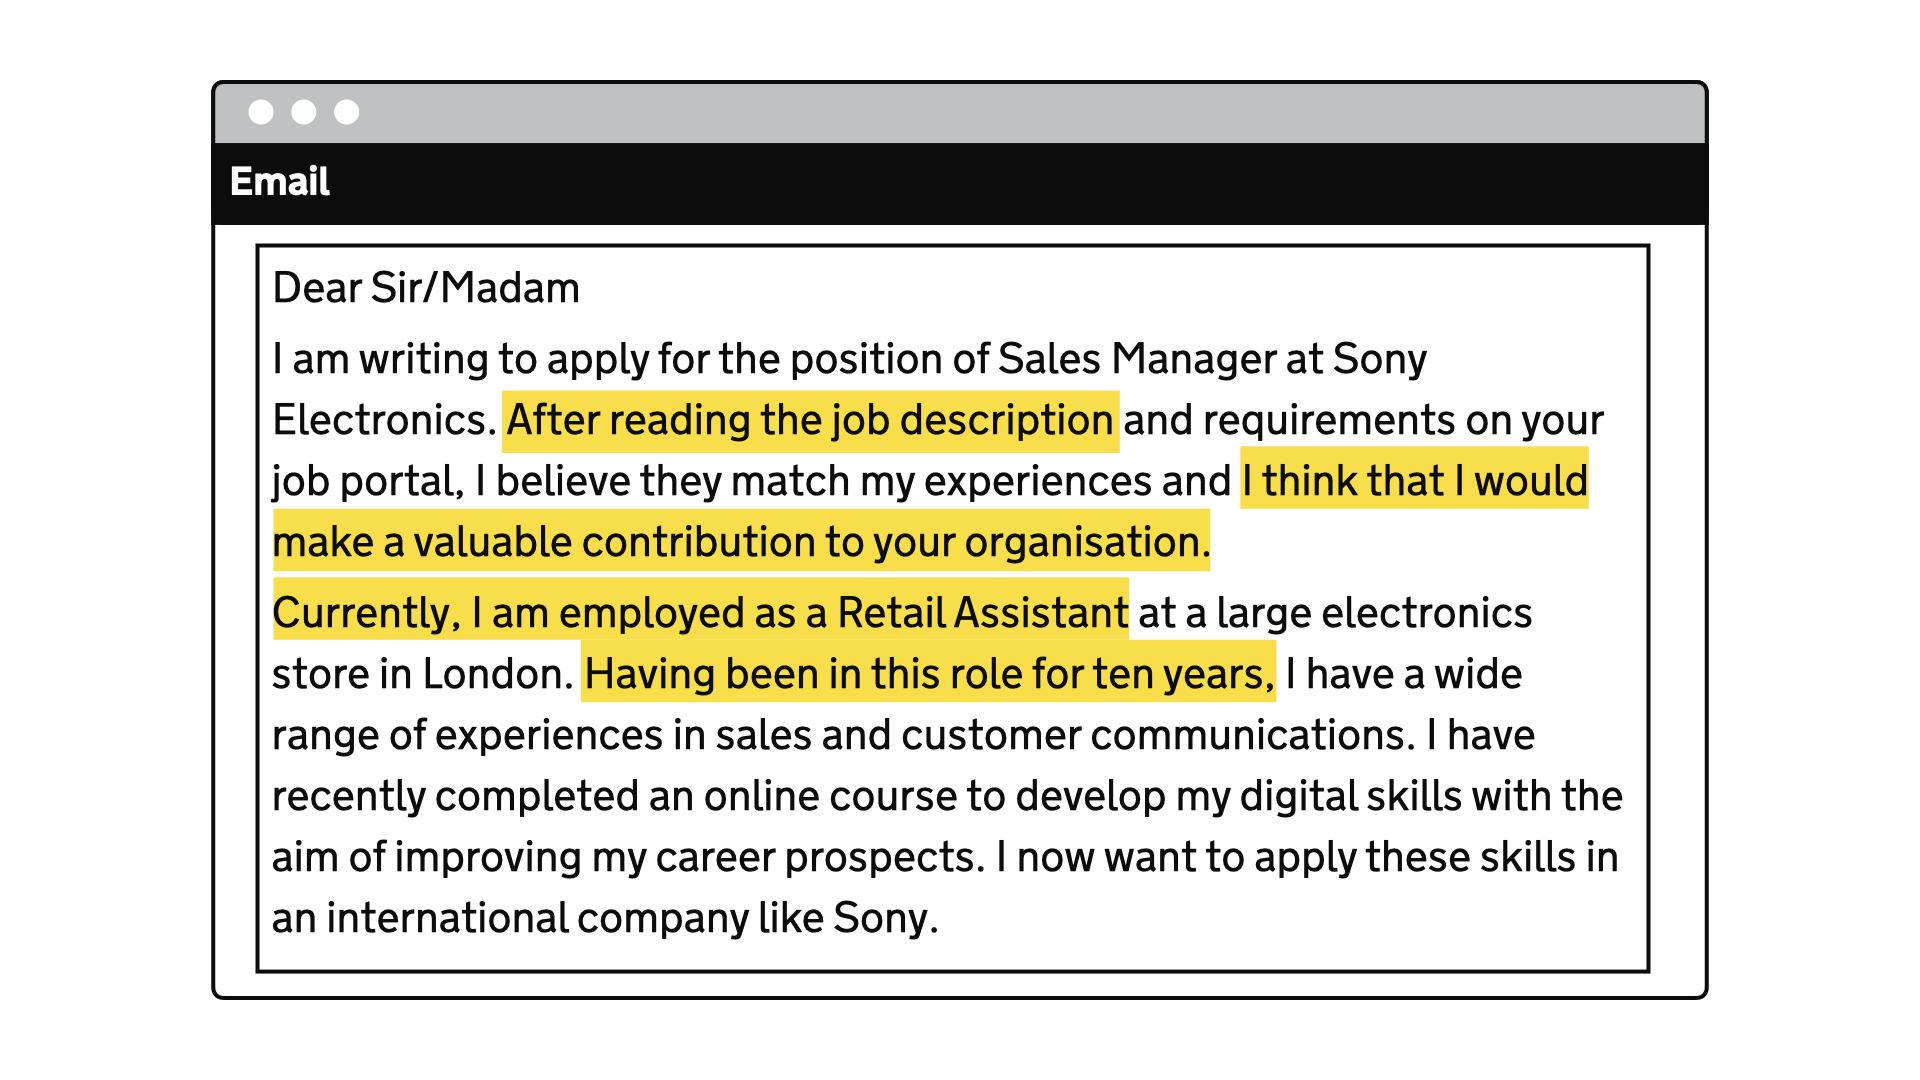 Email
Dear Sir/Madam
I am writing to apply for the position of Sales Manager at Sony
Electronics. After reading the job description and requirements on your
job portal, I believe they match my experiences and I think that I would
make a valuable contribution to your organisation.
Currently, I am employed as a Retail Assistant at a large electronics
store in London. Having been in this role for ten years, I have a wide
range of experiences in sales and customer communications. I have
recently completed an online course to develop my digital skills with the
aim of improving my career prospects. I now want to apply these skills in
an international company like Sony.